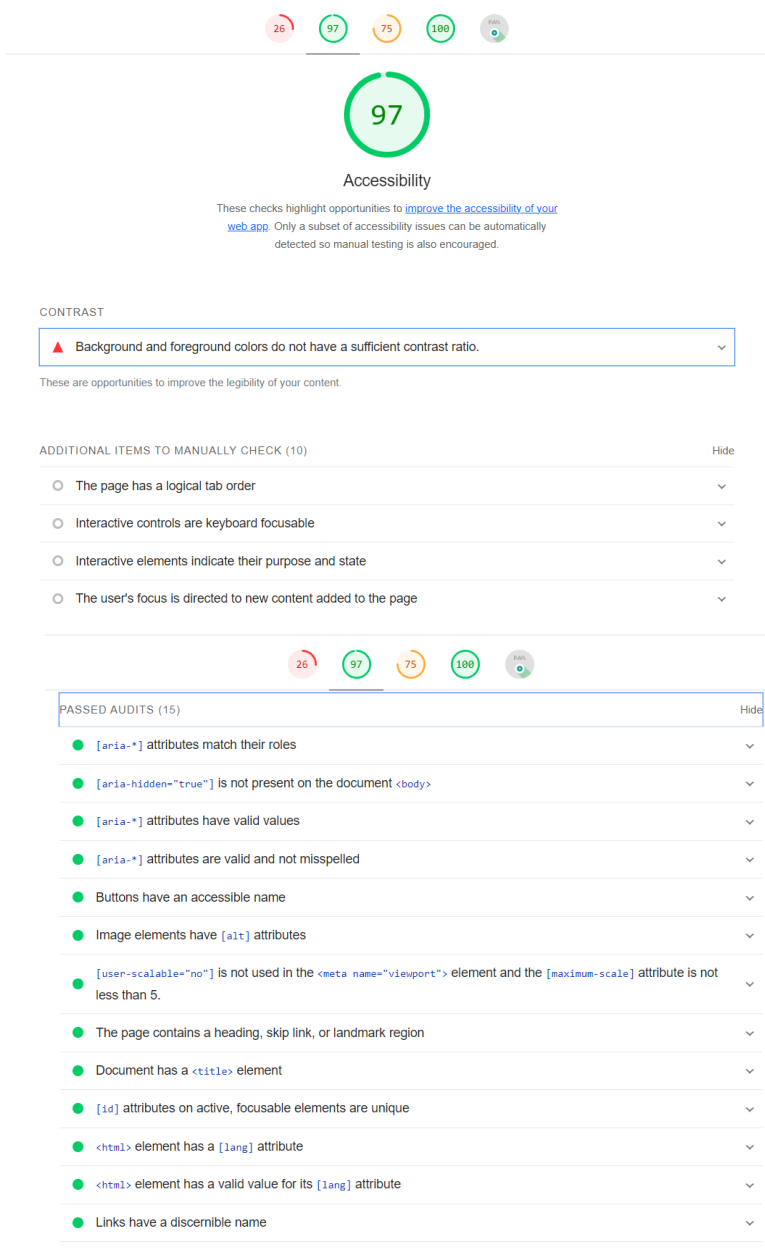 26 97 75 100 PWA
97
Accessibility
These checks highlight opportunities to improve the accessibility of your
web app. Only a subset of accessibility issues can be automatically
detected so manual testing is also encouraged.
CONTRAST
Background and foreground colors do not have a sufficient contrast ratio.
These are opportunities to improve the legibility of your content.
ADDITIONAL ITEMS TO MANUALLY CHECK (10) Hide
The page has a logical tab order
Interactive controls are keyboard focusable
Interactive elements indicate their purpose and state
The user's focus is directed to new content added to the page
26 97 75 100 PWA
PASSED AUDITS (15) Hide
[aria-*] attributes match their roles
[aria-hidden="true"] is not present on the document <body>
[aria-*] attributes have valid values
[aria-*] attributes are valid and not misspelled
Buttons have an accessible name
Image elements have [alt] attributes
[user-scalable="no"] is not used in the <meta name="viewport"> element and the [maximum-scale] attribute is not
less than 5.
The page contains a heading, skip link, or landmark region
Document has a <title> element
[id] attributes on active, focusable elements are unique
<html> element has a [lang] attribute
<html> element has a valid value for its [lang] attribute
Links have a discernible name